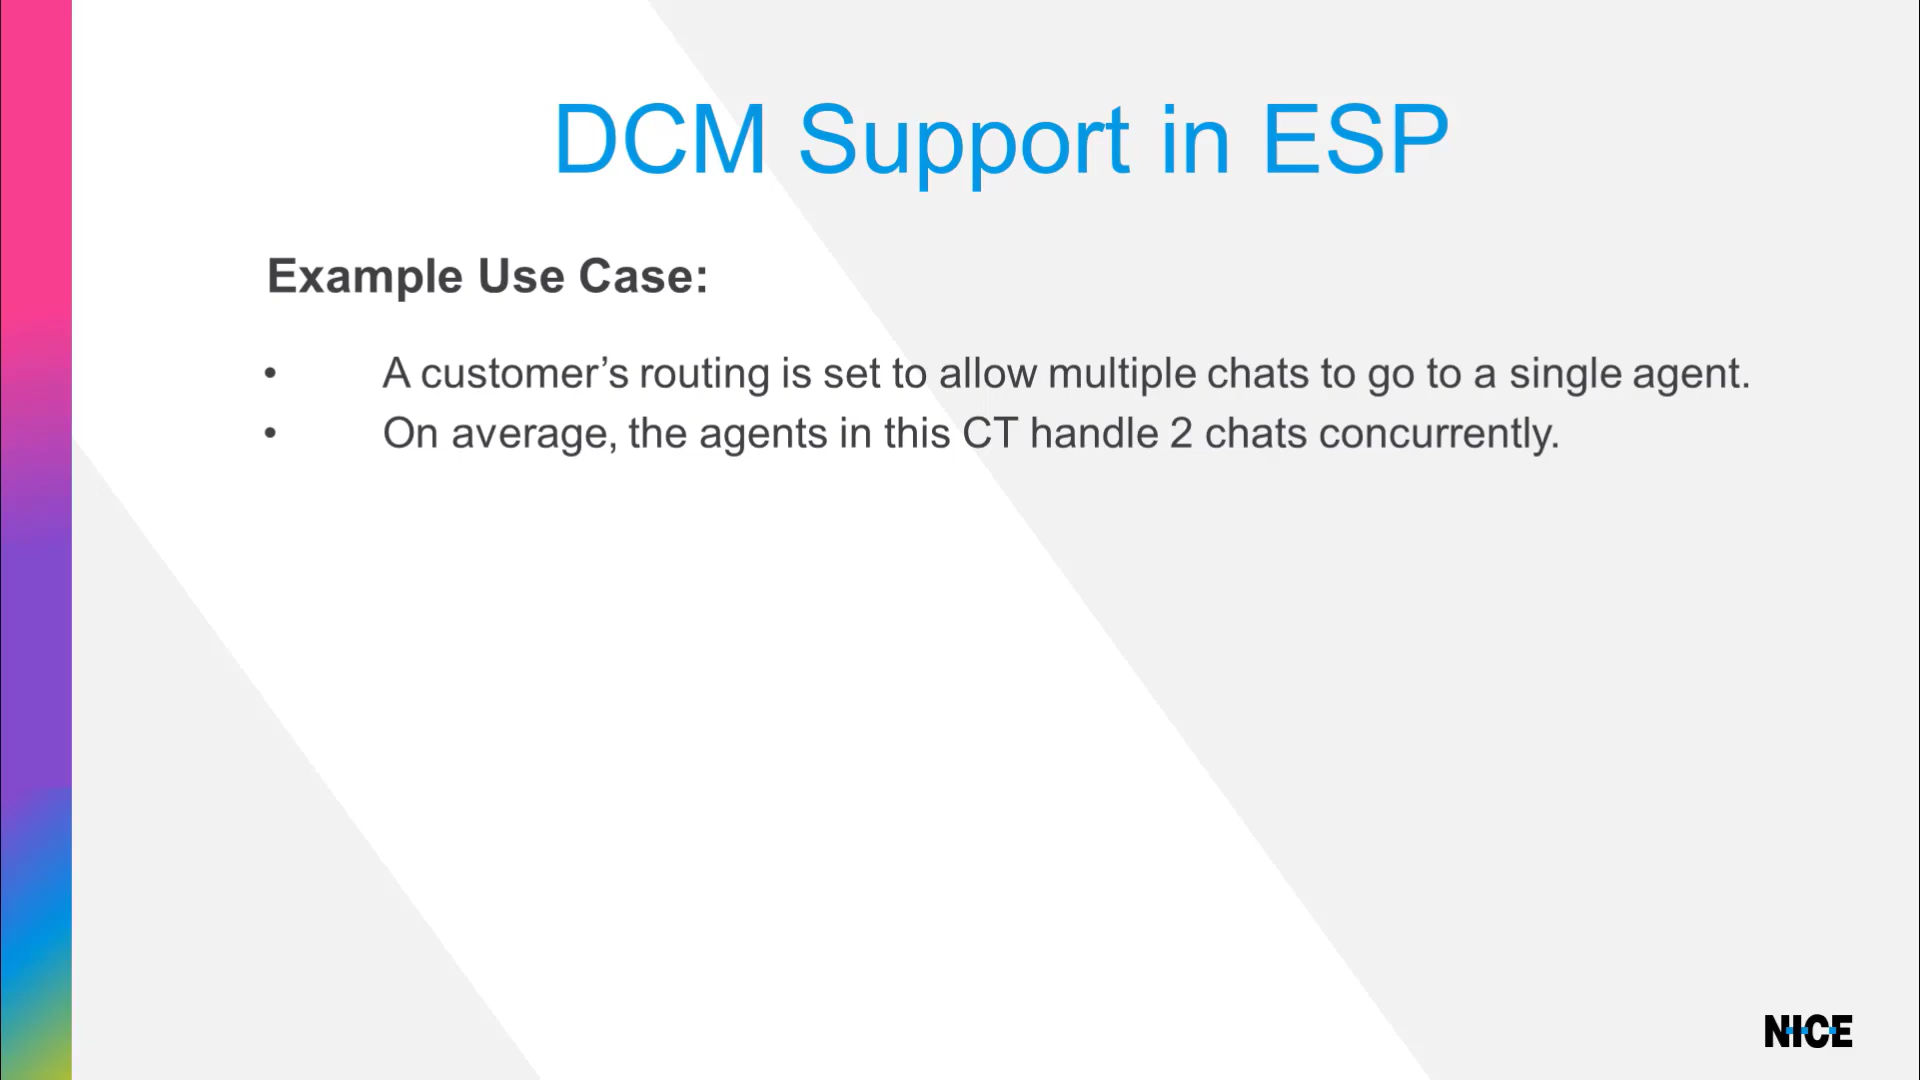 DCM Support in ESP
Example Use Case:
• A customer’s routing is set to allow multiple chats to go to a single agent.
• On average, the agents in this CT handle 2 chats concurrently.
NICE